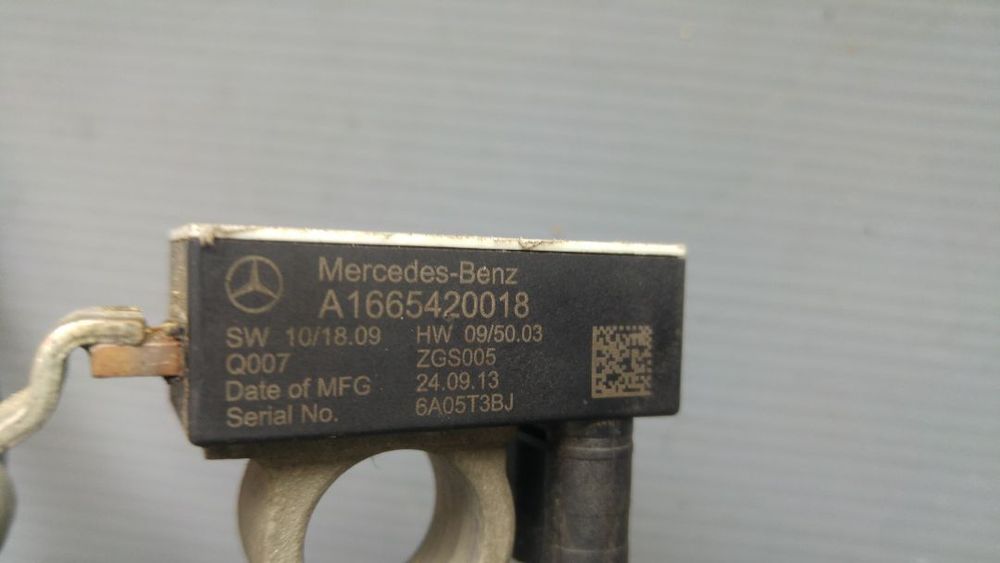 Mercedes-Benz
A1665420018
SW 10/18.09 HW 09/50.03
Q007 ZGS005
Date of MFG 24.09.13
Serial No. 6A05T3BJ